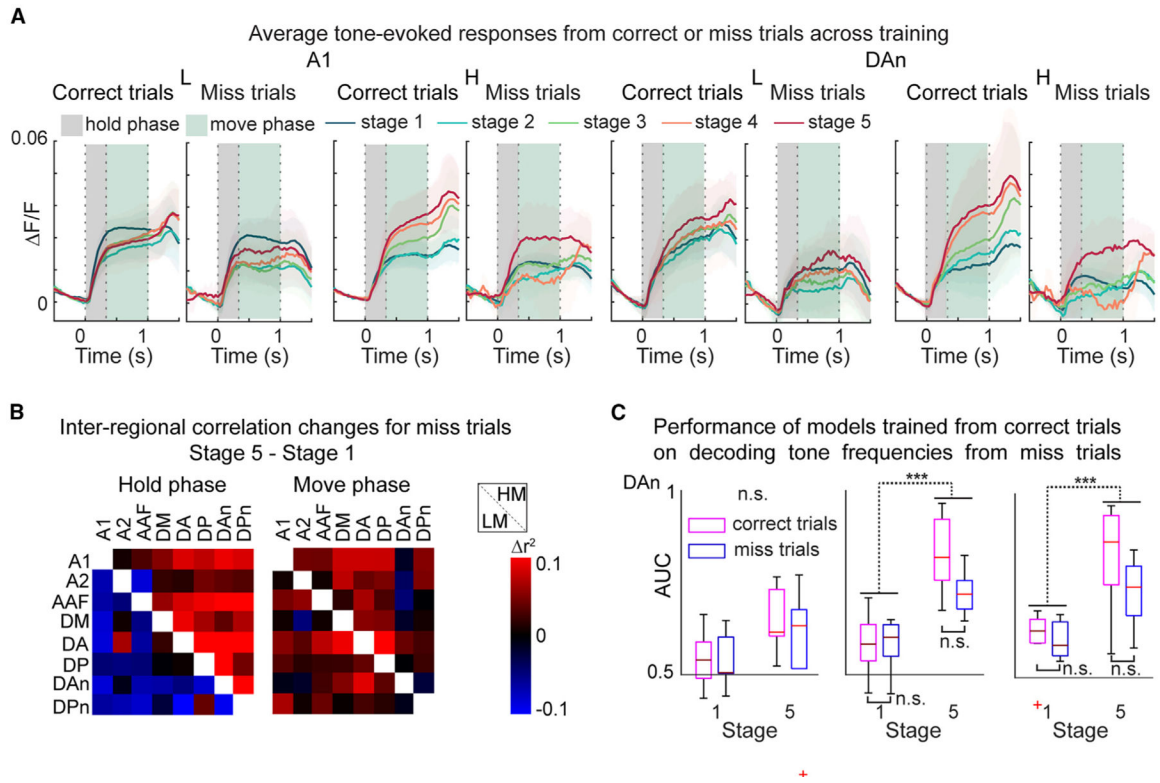 A
Average tone-evoked responses from correct or miss trials across training
A1 DAn
L H L H
Correct trials Miss trials Correct trials Miss trials Correct trials Miss trials Correct trials Miss trials
hold phase move phase stage 1 stage 2 stage 3 stage 4 stage 5
0.06
ΔF/F
0
0 1 0 1 0 1 0 1 0 1 0 1 0 1 0 1
Time (s) Time (s) Time (s) Time (s) Time (s) Time (s) Time (s) Time (s)
B
Inter-regional correlation changes for miss trials
Stage 5 - Stage 1
Hold phase Move phase
A1 A2 AAF DM DA DP DAn DPn A1 A2 AAF DM DA DP DAn DPn
HM
LM
Δr²
0.1
0
-0.1
A1
A2
AAF
DM
DA
DP
DAn
DPn
C
Performance of models trained from correct trials
on decoding tone frequencies from miss trials
DAn
n.s. *** ***
correct trials
miss trials
1
AUC
0.5
n.s. n.s. n.s. n.s.
1 5 1 5 +1 5
Stage Stage Stage
+